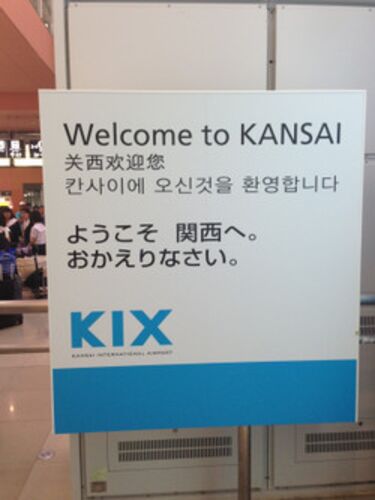 Welcome to KANSAI
关西欢迎您
칸사이에 오신것을 환영합니다
ようこそ 関西へ。
おかえりなさい。
KIX
KANSAI INTERNATIONAL AIRPORT